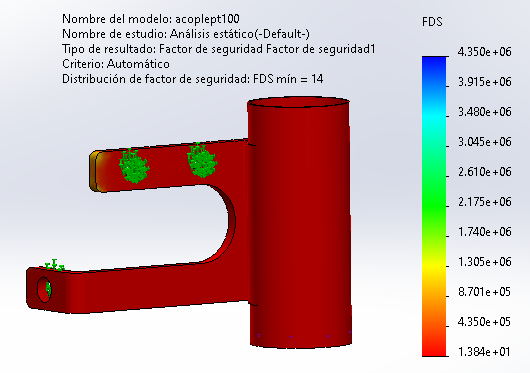 Nombre del modelo: acoplept100
Nombre de estudio: Análisis estático(-Default-)
Tipo de resultado: Factor de seguridad Factor de seguridad1
Criterio: Automático
Distribución de factor de seguridad: FDS mín = 14
FDS
4.350e+06
3.915e+06
3.480e+06
3.045e+06
2.610e+06
2.175e+06
1.740e+06
1.305e+06
8.701e+05
4.350e+05
1.384e+01